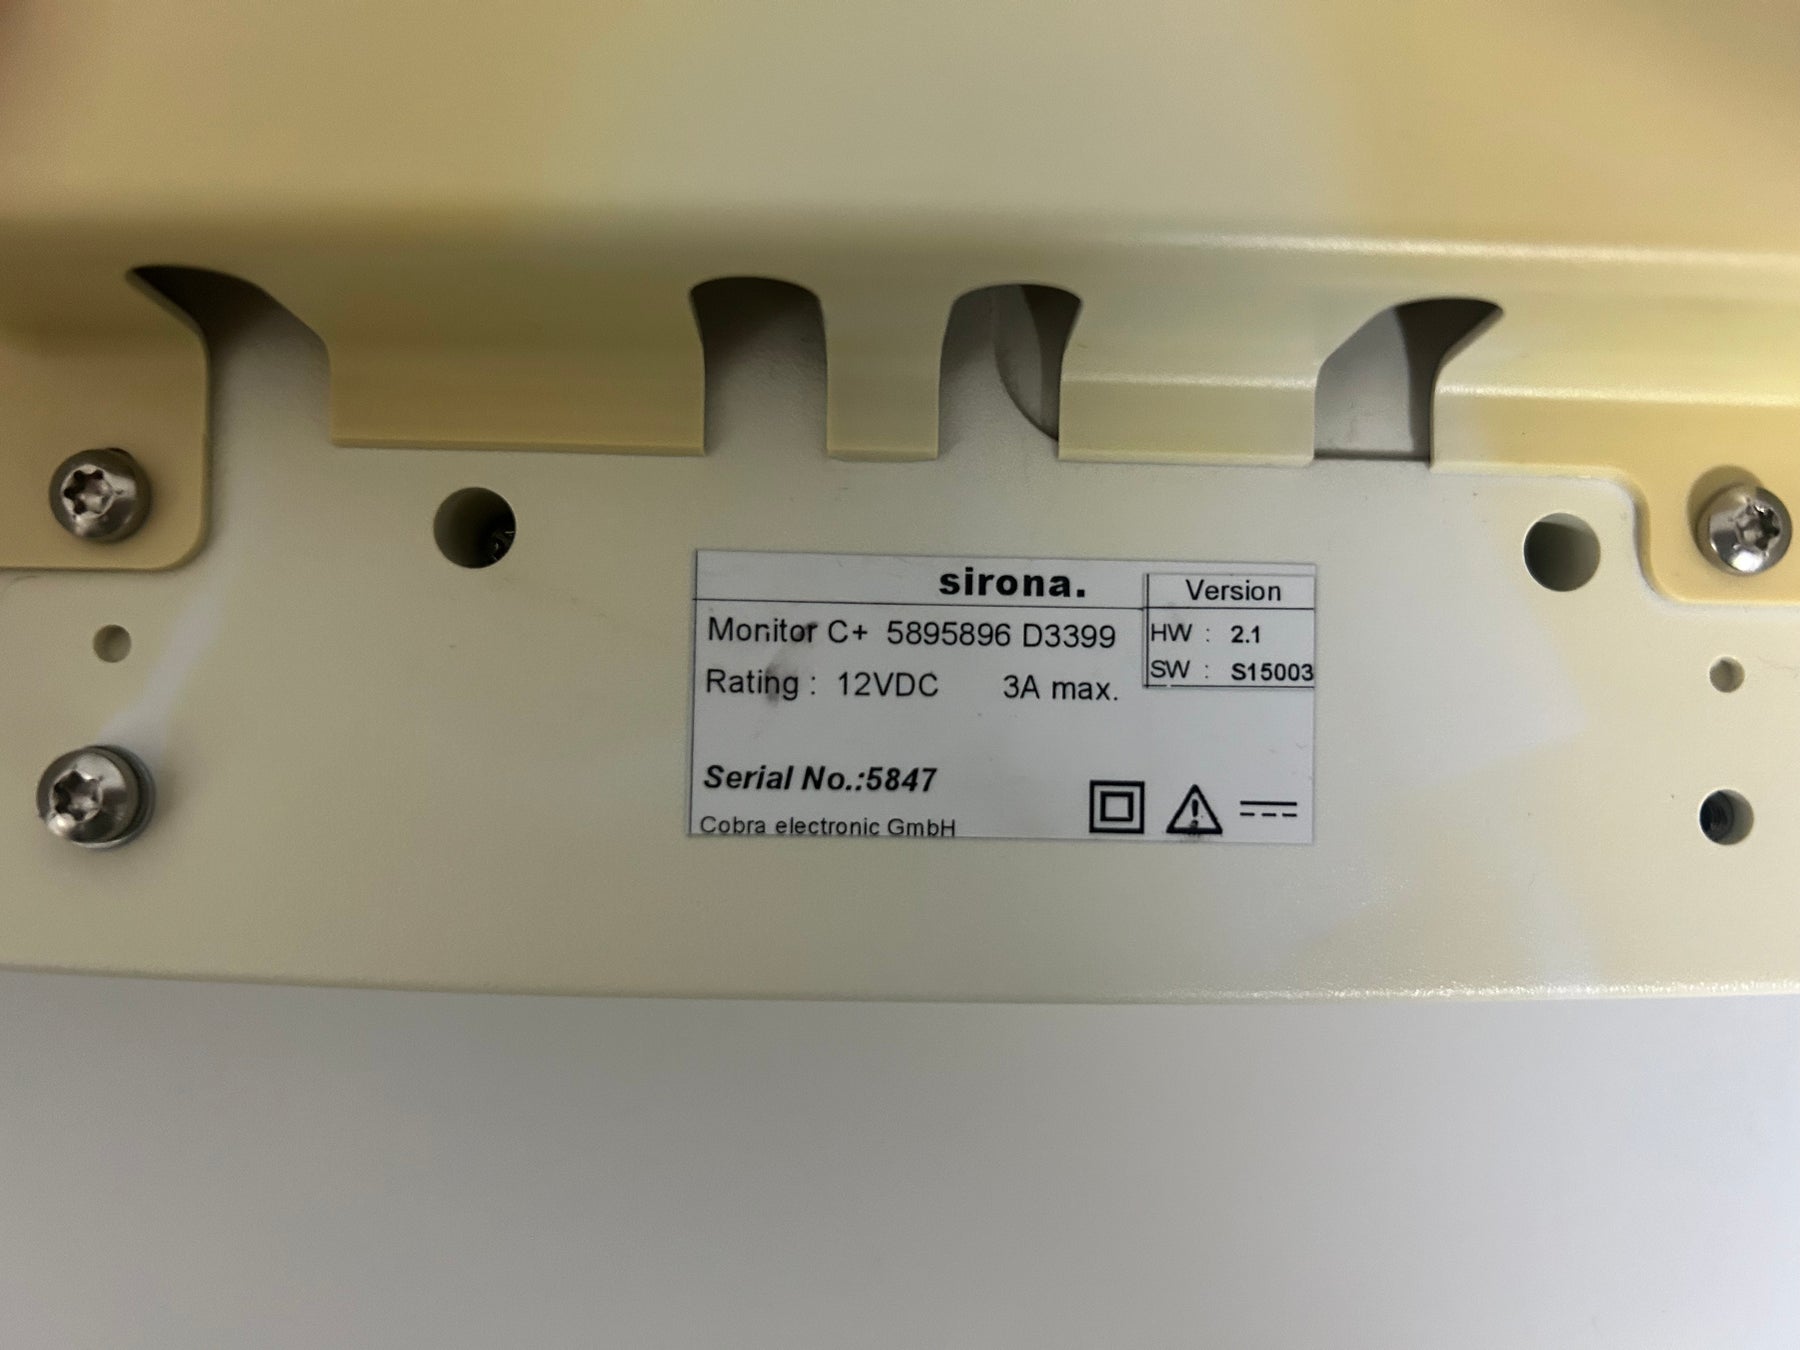 sirona.
Version
Monitor C+ 5895896 D3399
HW : 2.1
Rating : 12VDC 3A max.
SW : S15003
Serial No.:5847
Cobra electronic GmbH